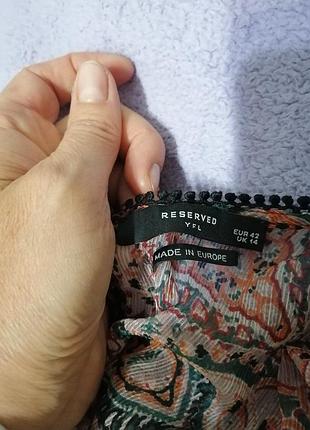 RESERVED
YFL
EUR 42
UK 14
MADE IN EUROPE